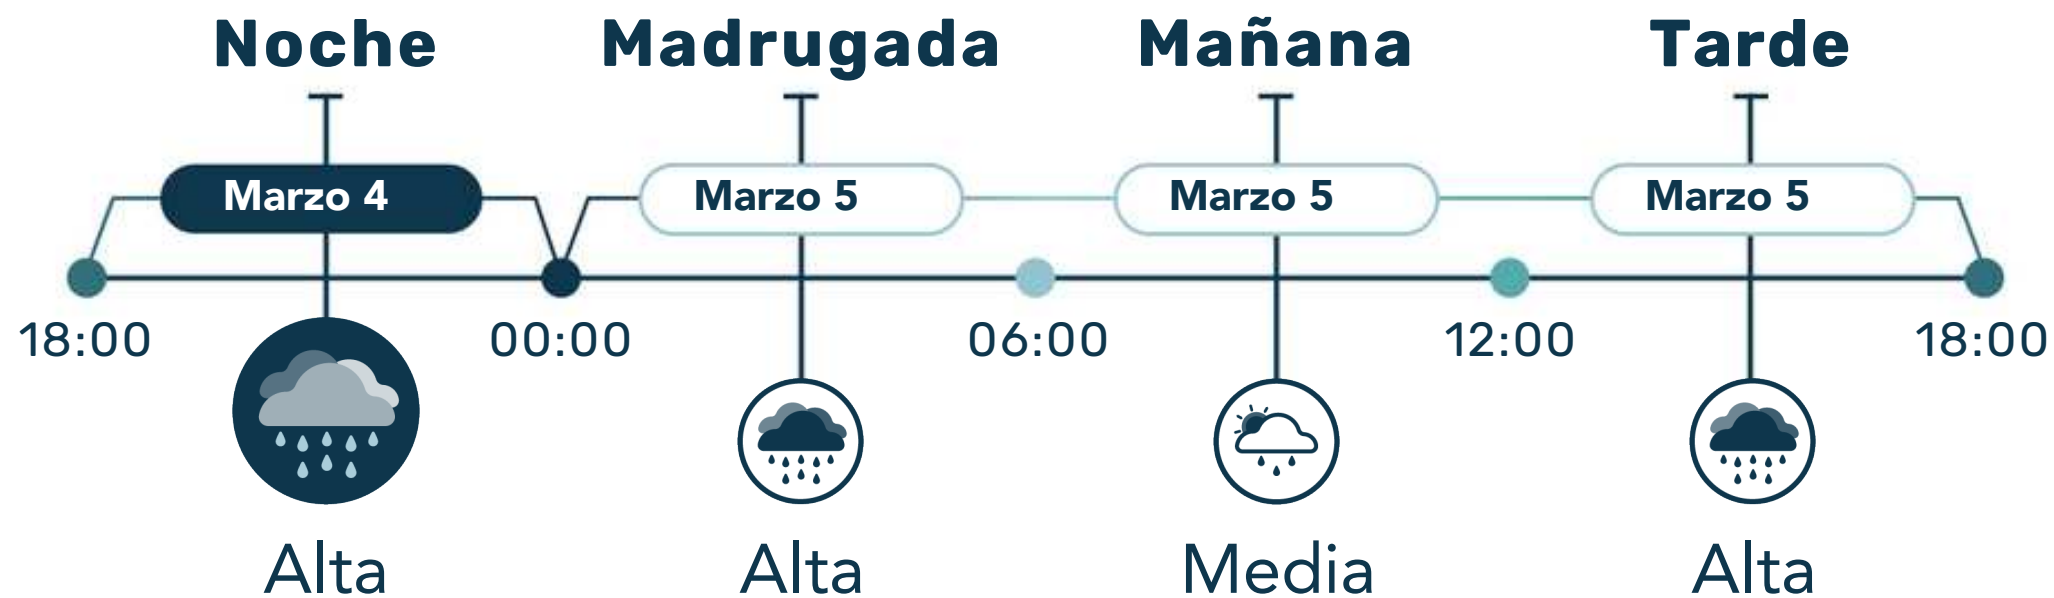 Noche Madrugada Mañana Tarde
Marzo 4 Marzo 5 Marzo 5 Marzo 5
18:00 00:00 06:00 12:00 18:00
Alta Alta Media Alta